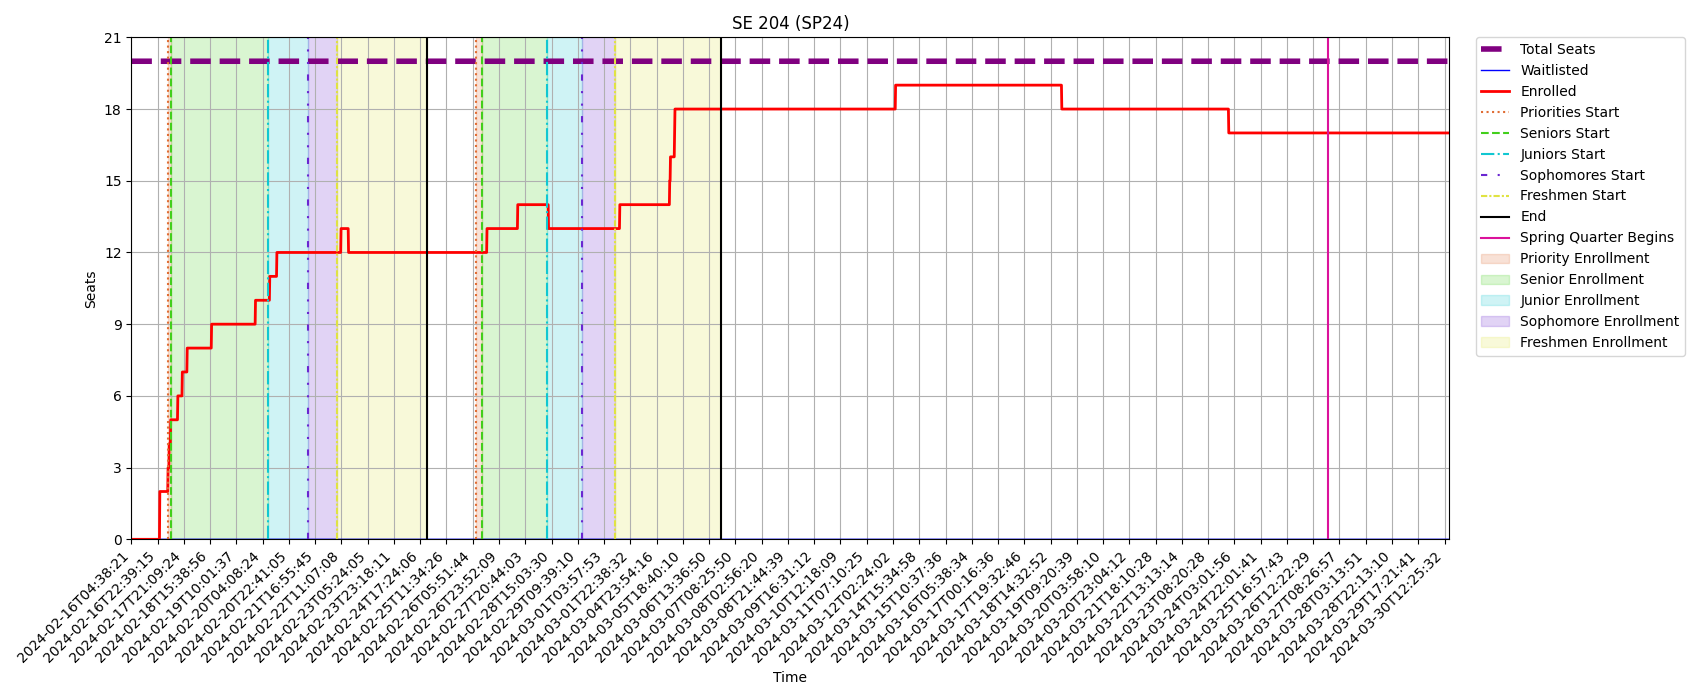 SE 204 (SP24)
21
18
15
12
9
6
3
0
Seats
2024-02-16T04:38:21
2024-02-16T22:39:15
2024-02-17T21:09:24
2024-02-18T15:38:56
2024-02-19T10:01:37
2024-02-20T04:08:24
2024-02-20T22:41:05
2024-02-21T16:55:45
2024-02-22T11:07:08
2024-02-23T05:24:05
2024-02-23T23:18:11
2024-02-24T17:24:06
2024-02-25T11:34:26
2024-02-26T05:51:44
2024-02-26T23:52:09
2024-02-27T20:44:03
2024-02-28T15:03:30
2024-02-29T09:39:10
2024-03-01T03:57:53
2024-03-01T22:38:32
2024-03-04T23:54:16
2024-03-05T18:40:10
2024-03-06T13:36:50
2024-03-07T08:25:50
2024-03-08T02:56:20
2024-03-08T21:44:39
2024-03-09T16:31:12
2024-03-10T12:18:09
2024-03-11T07:10:25
2024-03-12T02:24:02
2024-03-14T15:34:58
2024-03-15T10:37:36
2024-03-16T05:38:34
2024-03-17T00:16:36
2024-03-17T19:32:46
2024-03-18T14:32:52
2024-03-19T09:20:39
2024-03-20T03:58:10
2024-03-20T23:04:12
2024-03-21T18:10:28
2024-03-22T13:13:14
2024-03-23T08:20:28
2024-03-24T03:01:56
2024-03-24T22:01:41
2024-03-25T16:57:43
2024-03-26T12:22:29
2024-03-27T08:26:57
2024-03-28T03:13:51
2024-03-28T22:13:10
2024-03-29T17:21:41
2024-03-30T12:25:32
Time
Total Seats
Waitlisted
Enrolled
Priorities Start
Seniors Start
Juniors Start
Sophomores Start
Freshmen Start
End
Spring Quarter Begins
Priority Enrollment
Senior Enrollment
Junior Enrollment
Sophomore Enrollment
Freshmen Enrollment